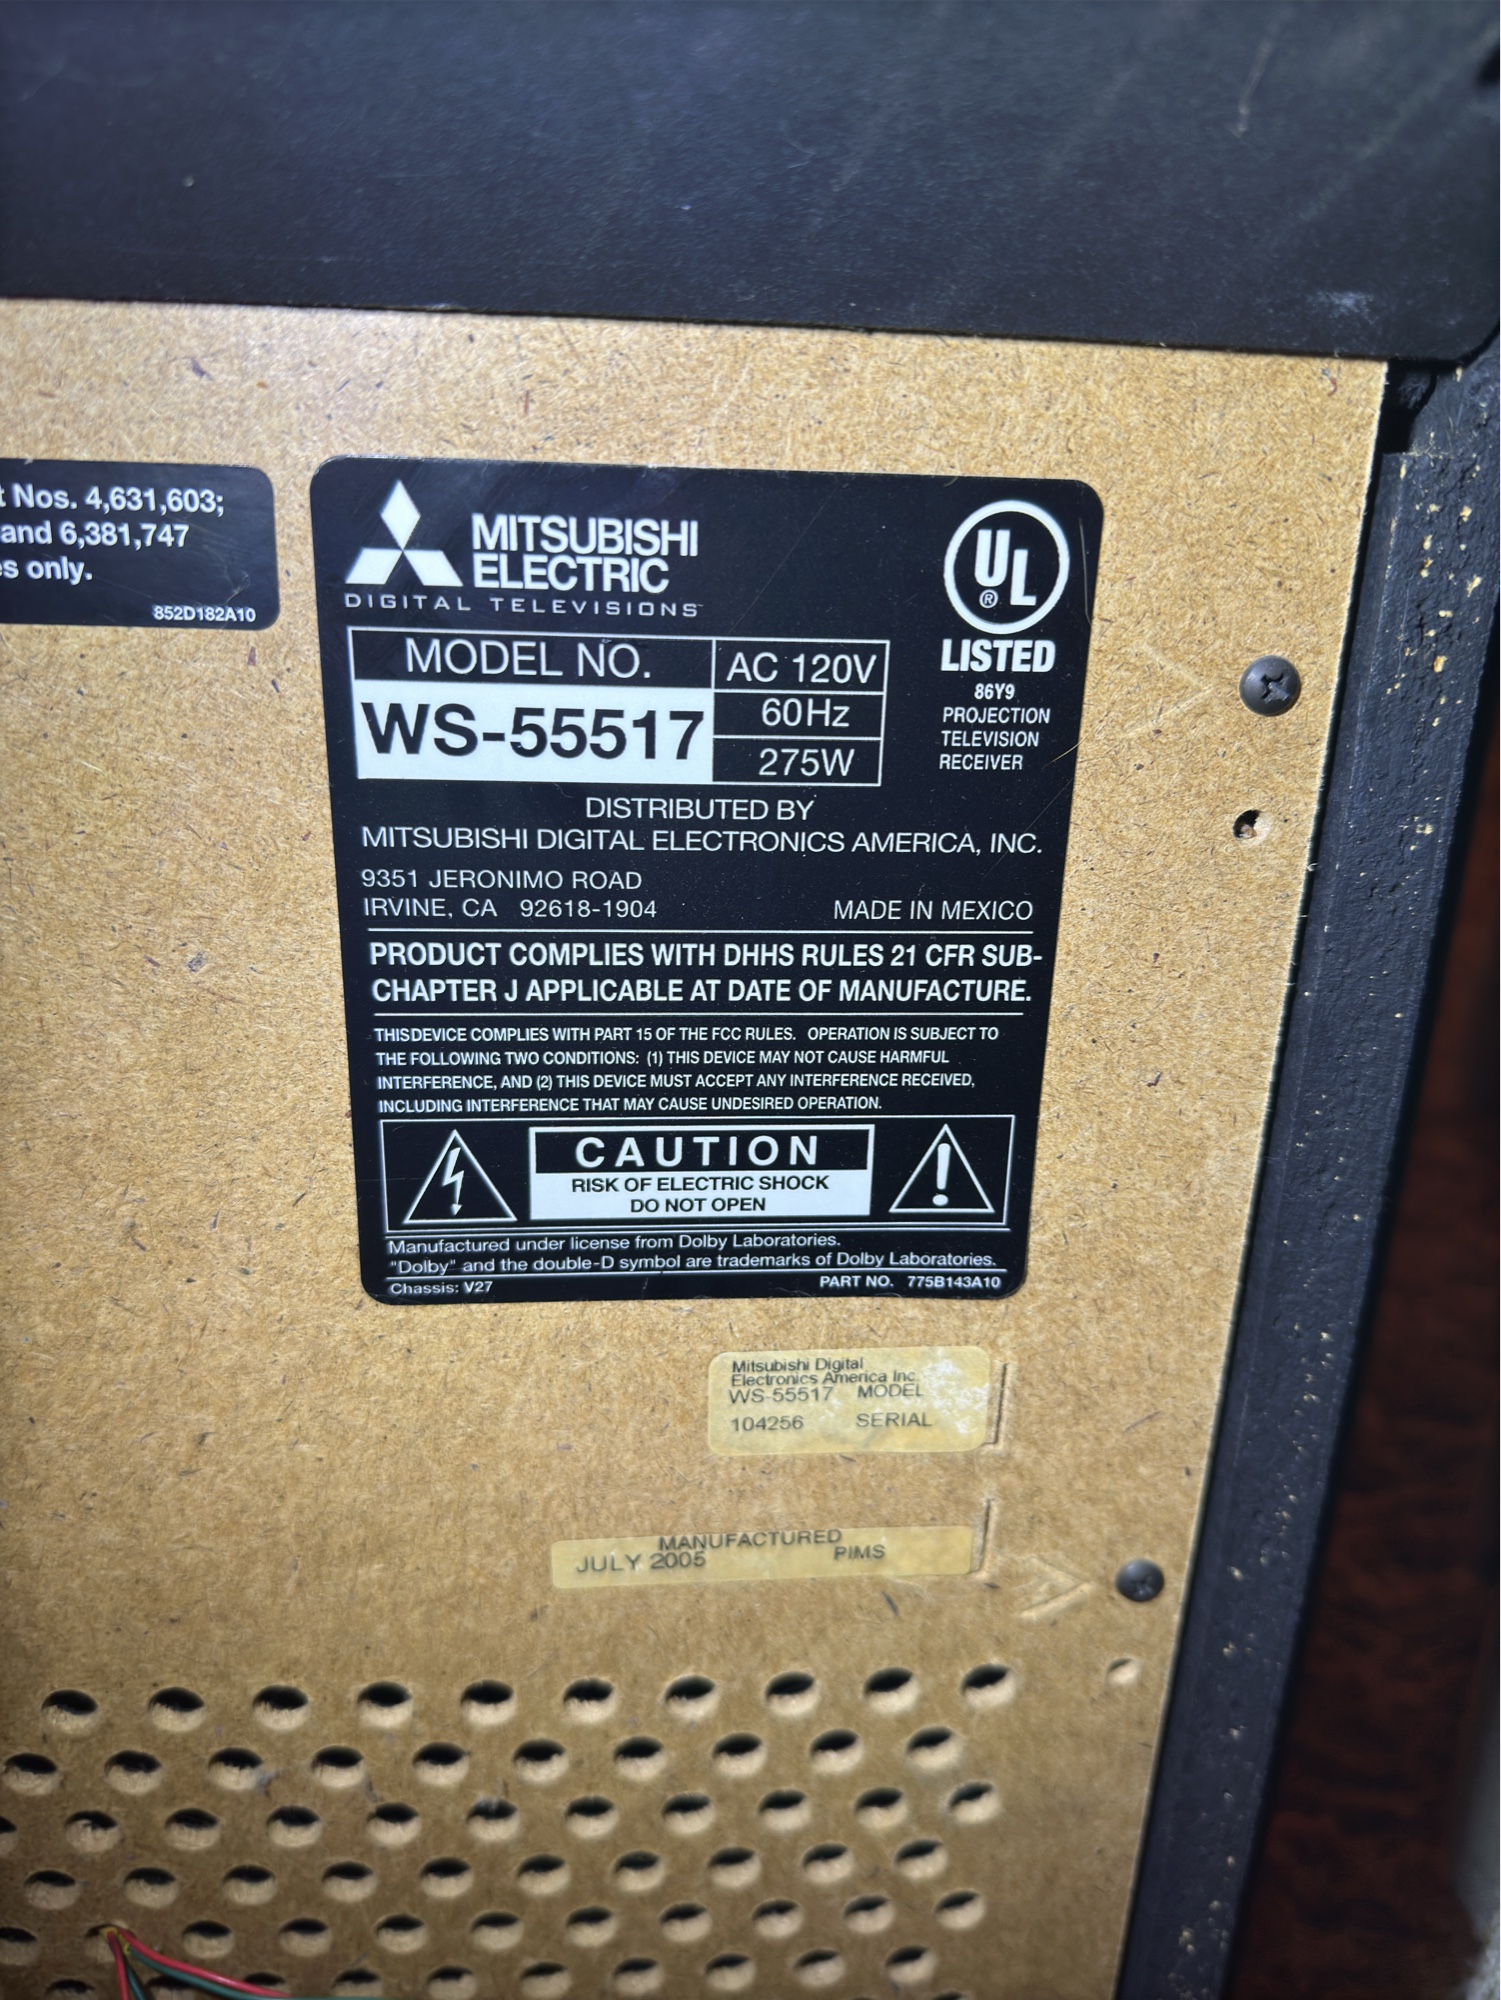 t Nos. 4,631,603;
and 6,381,747
s only.
852D182A10
MITSUBISHI
ELECTRIC
DIGITAL TELEVISIONS™
UL
®
LISTED
86Y9
PROJECTION
TELEVISION
RECEIVER
MODEL NO.
WS-55517
AC 120V
60Hz
275W
DISTRIBUTED BY
MITSUBISHI DIGITAL ELECTRONICS AMERICA, INC.
9351 JERONIMO ROAD
IRVINE, CA 92618-1904 MADE IN MEXICO
PRODUCT COMPLIES WITH DHHS RULES 21 CFR SUB-
CHAPTER J APPLICABLE AT DATE OF MANUFACTURE.
THIS DEVICE COMPLIES WITH PART 15 OF THE FCC RULES. OPERATION IS SUBJECT TO
THE FOLLOWING TWO CONDITIONS: (1) THIS DEVICE MAY NOT CAUSE HARMFUL
INTERFERENCE, AND (2) THIS DEVICE MUST ACCEPT ANY INTERFERENCE RECEIVED,
INCLUDING INTERFERENCE THAT MAY CAUSE UNDESIRED OPERATION.
CAUTION
RISK OF ELECTRIC SHOCK
DO NOT OPEN
Manufactured under license from Dolby Laboratories.
"Dolby" and the double-D symbol are trademarks of Dolby Laboratories.
Chassis: V27 PART NO. 775B143A10
Mitsubishi Digital
Electronics America Inc
WS-55517 MODEL
104256 SERIAL
MANUFACTURED
JULY 2005 PIMS